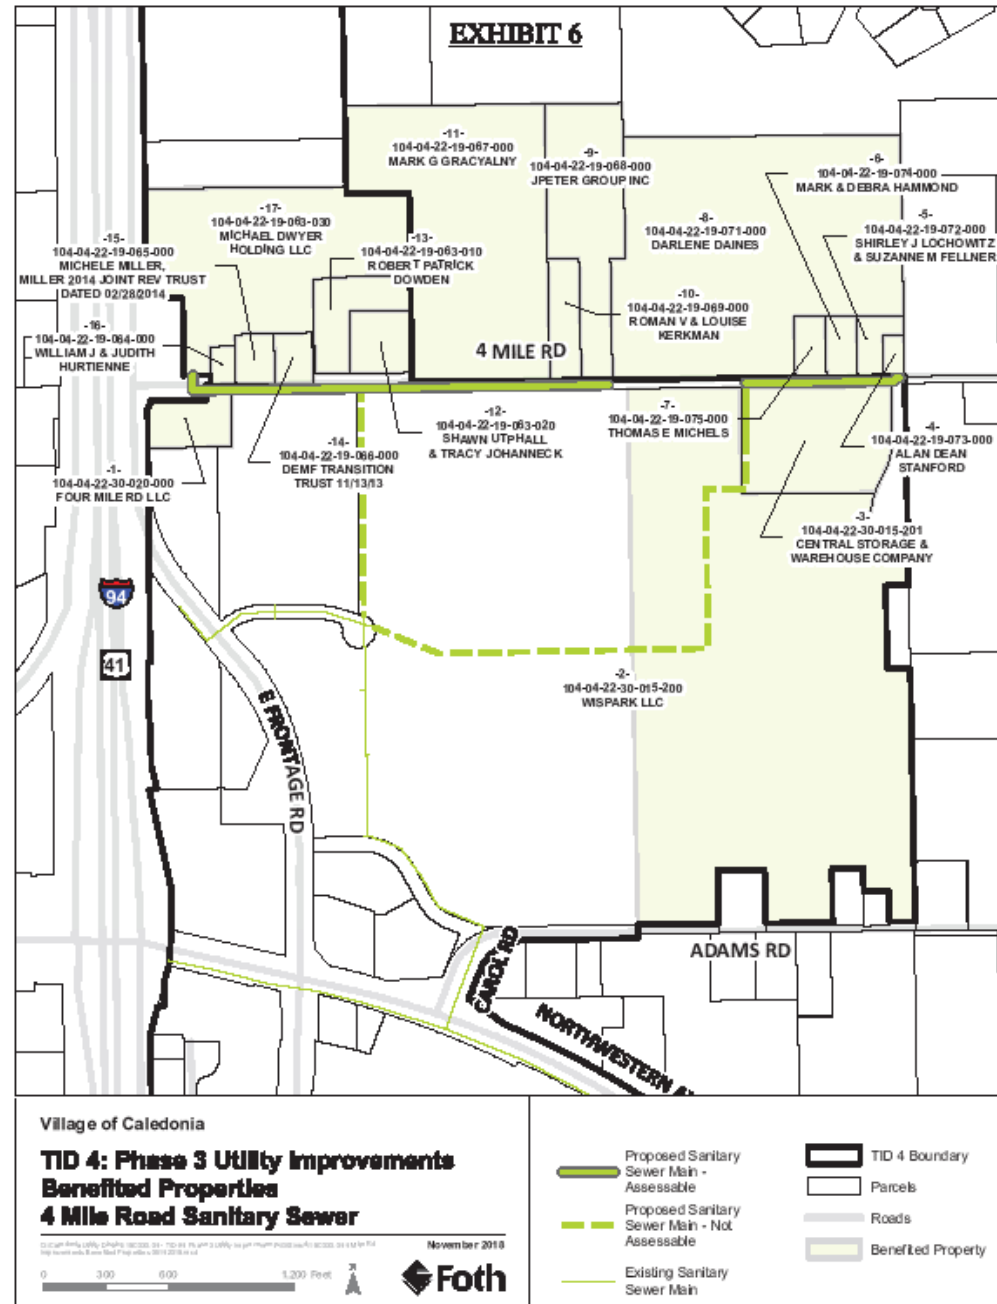 EXHIBIT 6
-11-
104-04-22-19-067-000
MARK G GRACYALNY
-9-
104-04-22-19-068-000
JPETER GROUP INC
-6-
104-04-22-19-074-000
MARK & DEBRA HAMMOND
-17-
104-04-22-19-063-030
MICHAEL DWYER
HOLDING LLC
-8-
104-04-22-19-071-000
DARLENE DAINES
-5-
104-04-22-19-072-000
SHIRLEY J LOCHOWITZ
& SUZANNE M FELLNER
-15-
104-04-22-19-065-000
MICHELE MILLER,
MILLER 2014 JOINT REV TRUST
DATED 02/28/2014
-13-
104-04-22-19-063-010
ROBERT PATRICK
DOWDEN
-10-
104-04-22-19-069-000
ROMAN V & LOUISE
KERKMAN
-16-
104-04-22-19-064-000
WILLIAM J & JUDITH
HURTIENNE
4 MILE RD
-7-
104-04-22-19-075-000
THOMAS E MICHELS
-12-
104-04-22-19-063-020
SHAWN UTPHALL
& TRACY JOHANNECK
-4-
104-04-22-19-073-000
ALAN DEAN
STANFORD
-14-
104-04-22-19-066-000
DEMF TRANSITION
TRUST 11/13/13
-1-
104-04-22-30-020-000
FOUR MILE RD LLC
-3-
104-04-22-30-015-201
CENTRAL STORAGE &
WAREHOUSE COMPANY
94
41
-2-
104-04-22-30-015-200
WISPARK LLC
E FRONTAGE RD
CAROL RD
ADAMS RD
NORTHWESTERN AV
Village of Caledonia
TID 4: Phase 3 Utility Improvements
Benefited Properties
4 Mile Road Sanitary Sewer
November 2018
0 300 600 1,200 Feet
N
Foth
Proposed Sanitary
Sewer Main -
Assessable
Proposed Sanitary
Sewer Main - Not
Assessable
Existing Sanitary
Sewer Main
TID 4 Boundary
Parcels
Roads
Benefited Property